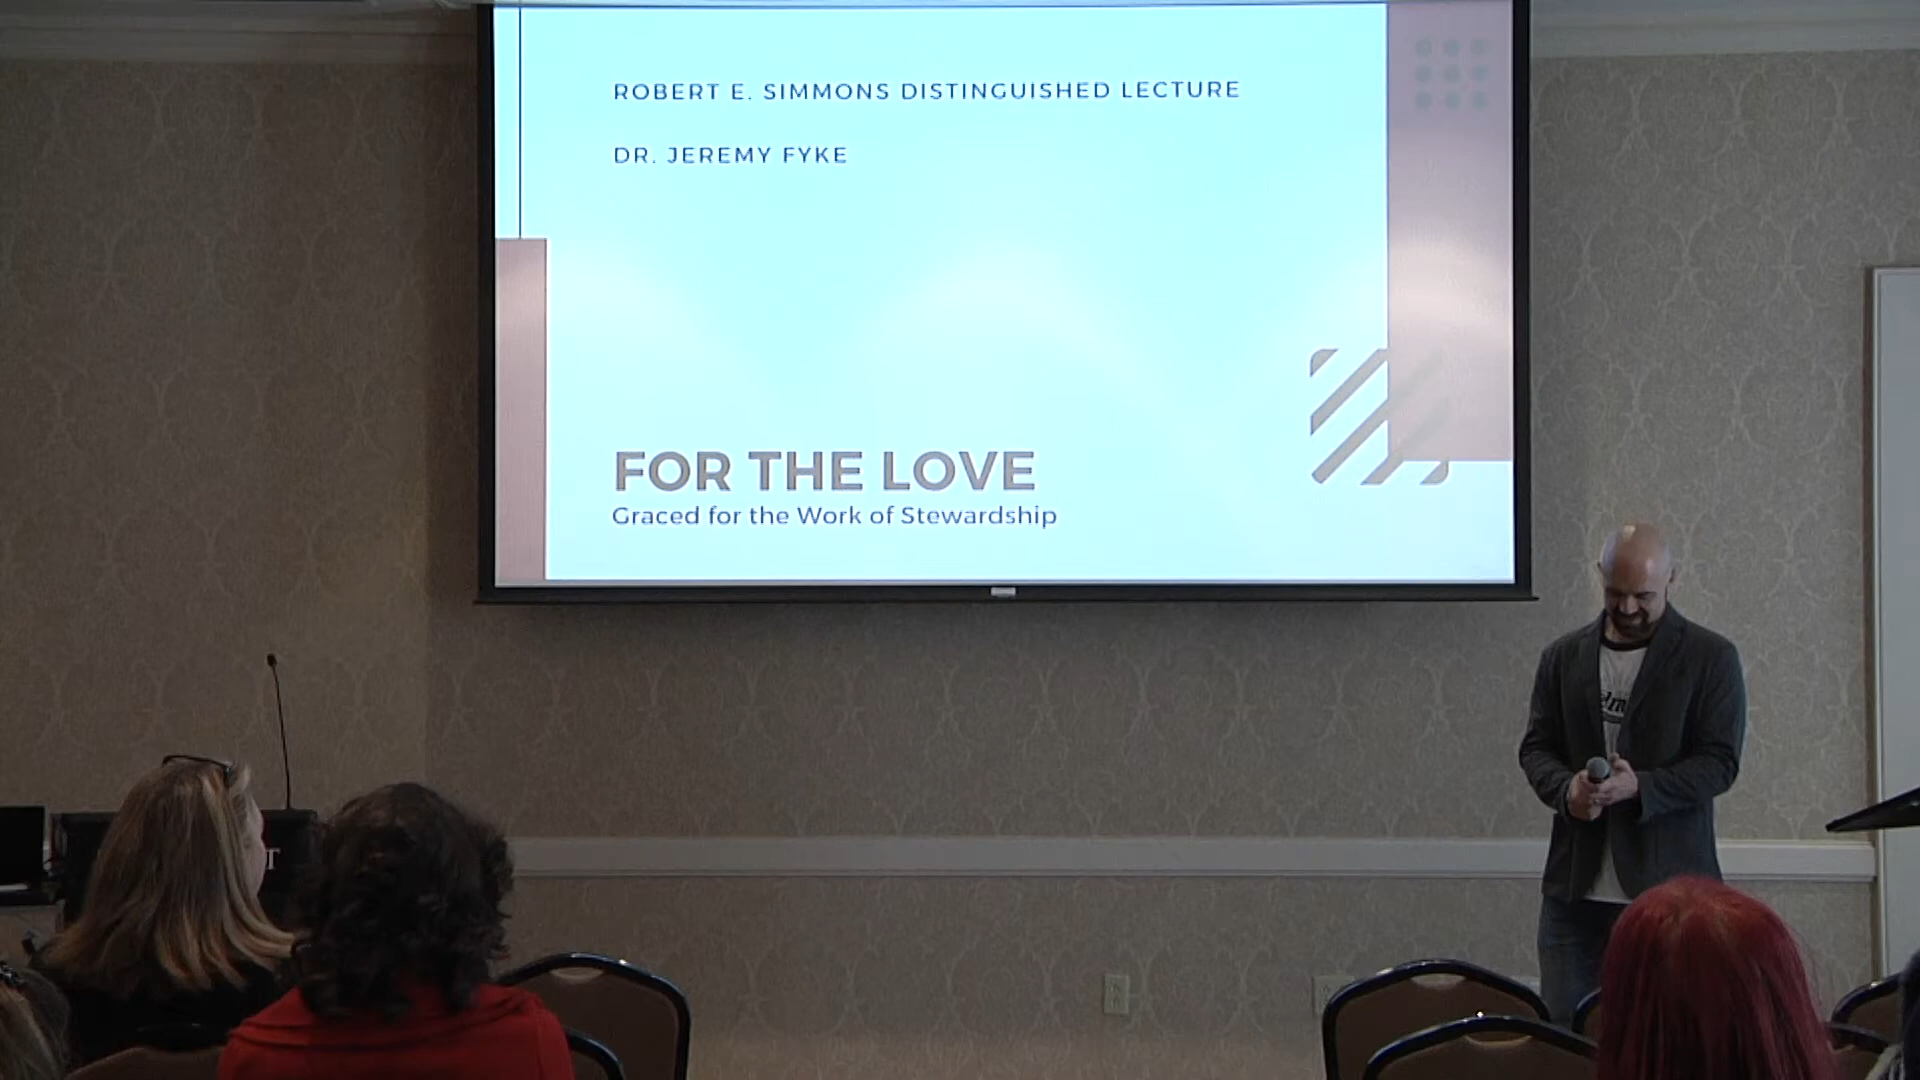 ROBERT E. SIMMONS DISTINGUISHED LECTURE
DR. JEREMY FYKE
FOR THE LOVE
Graced for the Work of Stewardship